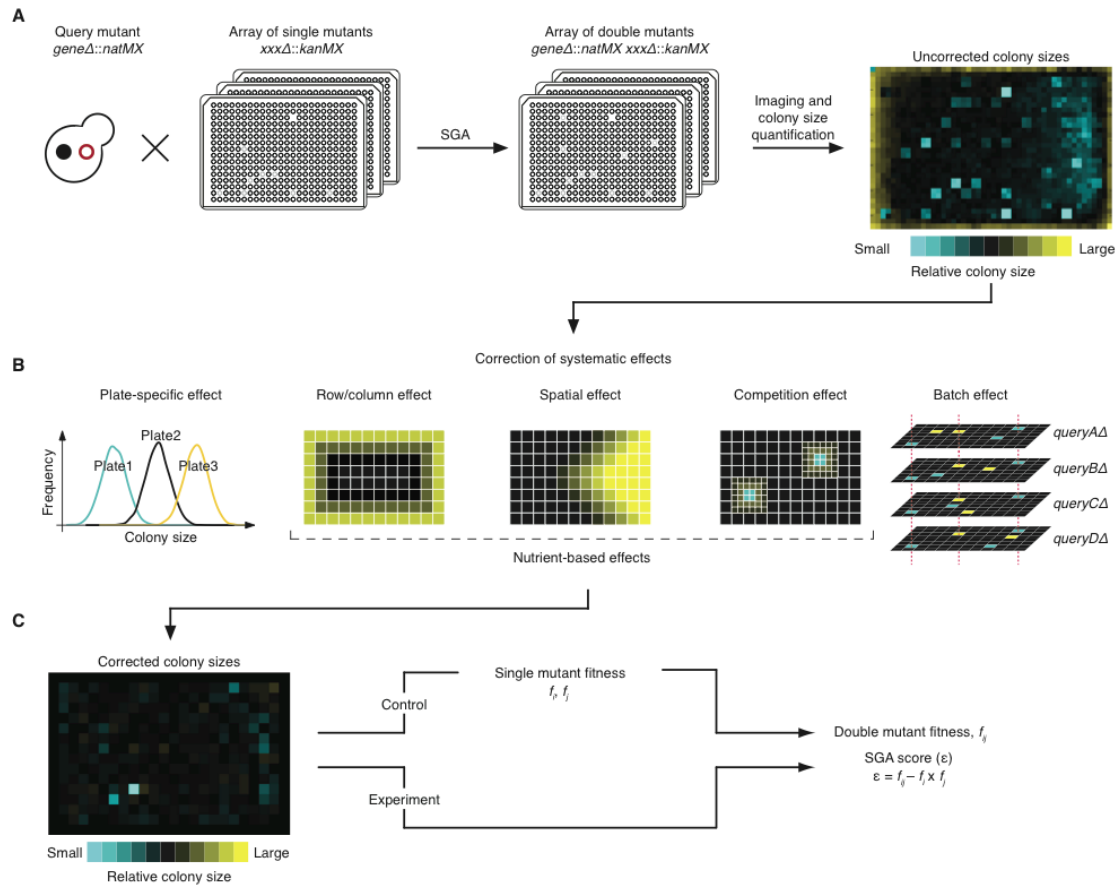 A
Query mutant
geneΔ::natMX
Array of single mutants
xxxΔ::kanMX
Array of double mutants
geneΔ::natMX xxxΔ::kanMX
SGA
Imaging and
colony size
quantification
Uncorrected colony sizes
Small
Large
Relative colony size
B
Correction of systematic effects
Plate-specific effect
Row/column effect
Spatial effect
Competition effect
Batch effect
Frequency
Plate1
Plate2
Plate3
Colony size
Nutrient-based effects
queryAΔ
queryBΔ
queryCΔ
queryDΔ
C
Corrected colony sizes
Small
Large
Relative colony size
Control
Experiment
Single mutant fitness
fi, fj
Double mutant fitness, fij
SGA score (ε)
ε = fij – fi x fj